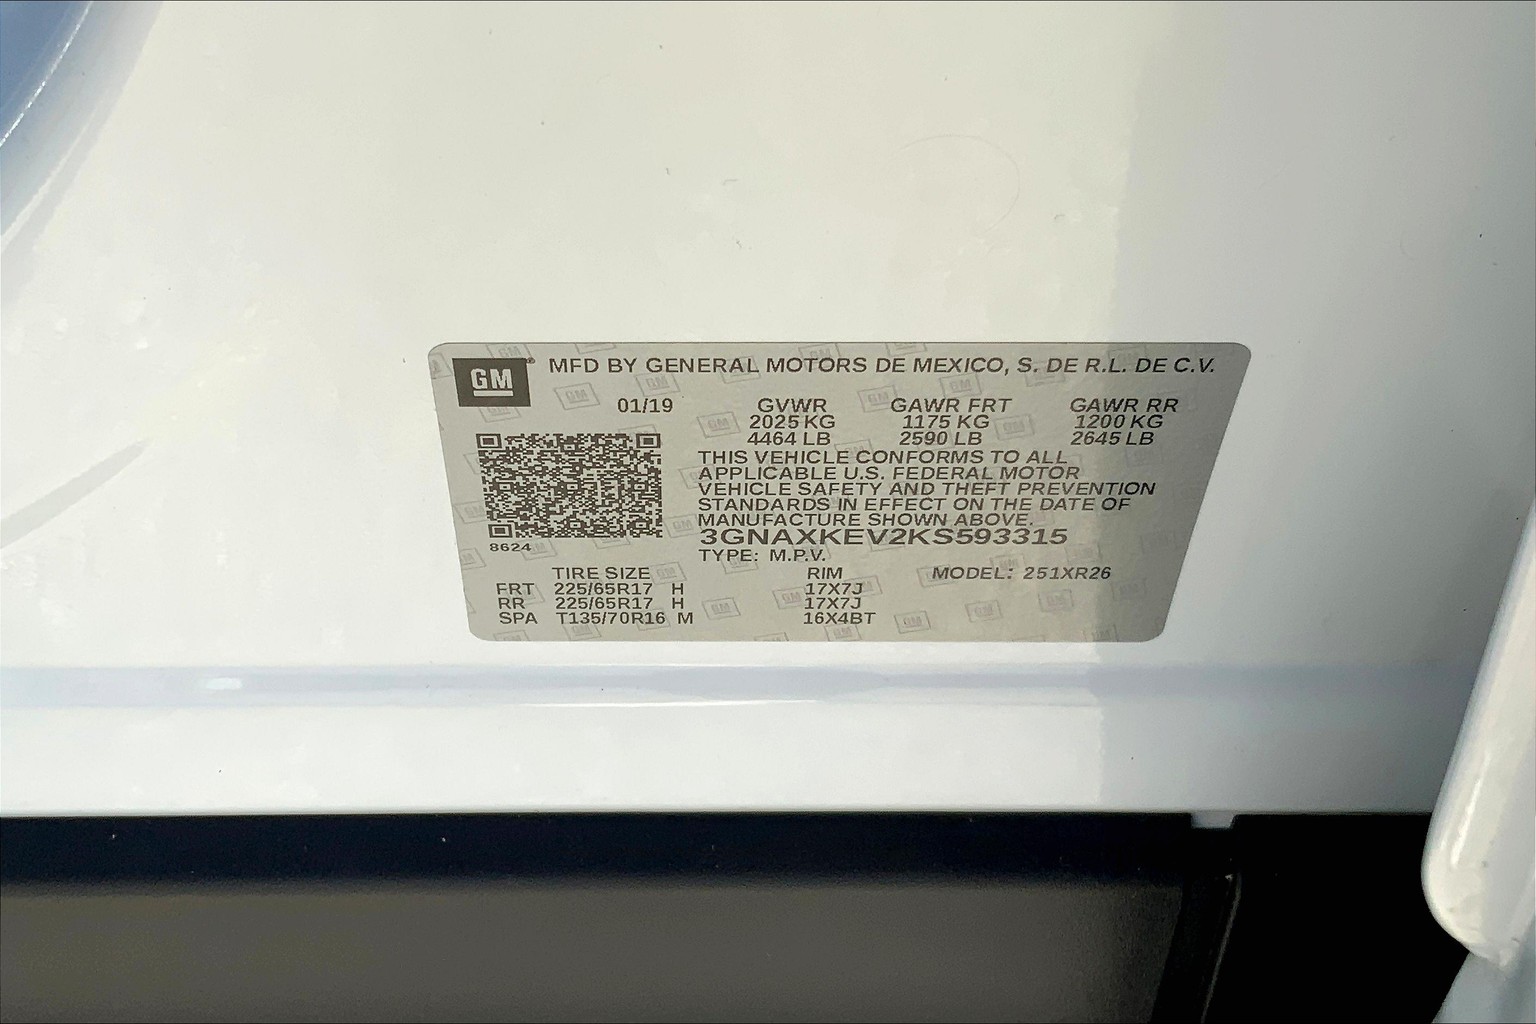 GM MFD BY GENERAL MOTORS DE MEXICO, S. DE R.L. DE C.V.
01/19 GVWR GAWR FRT GAWR RR
2025 KG 1175 KG 1200 KG
4464 LB 2590 LB 2645 LB
THIS VEHICLE CONFORMS TO ALL
APPLICABLE U.S. FEDERAL MOTOR
VEHICLE SAFETY AND THEFT PREVENTION
STANDARDS IN EFFECT ON THE DATE OF
MANUFACTURE SHOWN ABOVE.
3GNAXKEV2KS593315
8624
TYPE: M.P.V.
TIRE SIZE RIM MODEL: 251XR26
FRT 225/65R17 H 17X7J
RR 225/65R17 H 17X7J
SPA T135/70R16 M 16X4BT